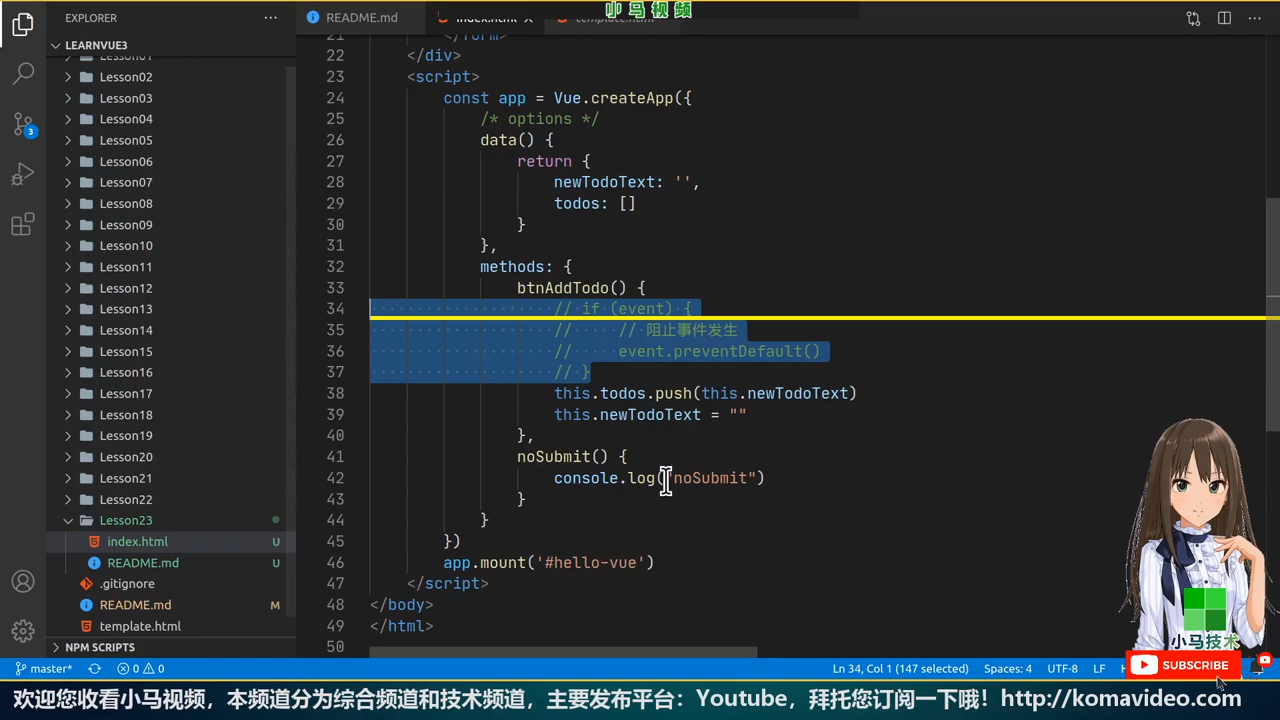 小马视频
EXPLORER
README.md
index.html
template.html
LEARNVUE3
Lesson01
Lesson02
Lesson03
Lesson04
Lesson05
Lesson06
Lesson07
Lesson08
Lesson09
Lesson10
Lesson11
Lesson12
Lesson13
Lesson14
Lesson15
Lesson16
Lesson17
Lesson18
Lesson19
Lesson20
Lesson21
Lesson22
Lesson23
index.html U
README.md U
.gitignore
README.md M
template.html
NPM SCRIPTS
3
21 </form>
22 </div>
23 <script>
24 const app = Vue.createApp({
25 /* options */
26 data() {
27 return {
28 newTodoText: '',
29 todos: []
30 }
31 },
32 methods: {
33 btnAddTodo() {
34 // if (event) {
35 // // 阻止事件发生
36 // event.preventDefault()
37 // }
38 this.todos.push(this.newTodoText)
39 this.newTodoText = ""
40 },
41 noSubmit() {
42 console.log("noSubmit")
43 }
44 }
45 })
46 app.mount('#hello-vue')
47 </script>
48 </body>
49 </html>
50
小马技术
SUBSCRIBE
master* 0 0 Ln 34, Col 1 (147 selected) Spaces: 4 UTF-8 LF
欢迎您收看小马视频，本频道分为综合频道和技术频道，主要发布平台：Youtube，拜托您订阅一下哦！http://komavideo.com